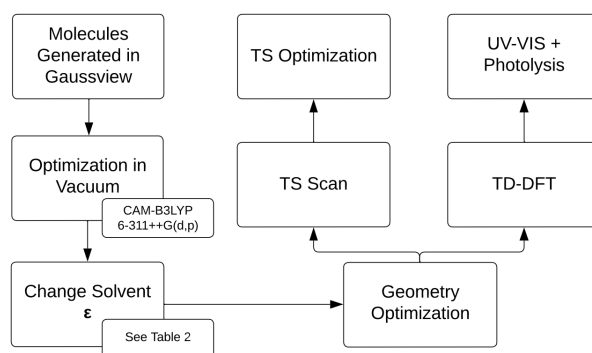 Molecules
Generated in
Gaussview
Optimization in
Vacuum
CAM-B3LYP
6-311++G(d,p)
Change Solvent
ε
See Table 2
Geometry
Optimization
TS Scan
TS Optimization
TD-DFT
UV-VIS +
Photolysis